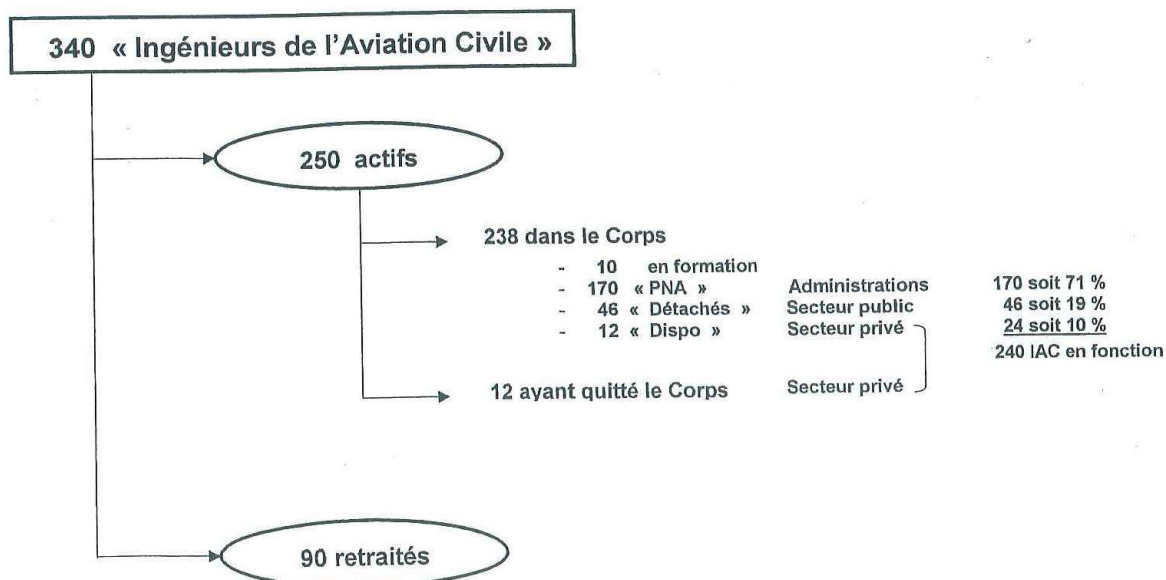 340 « Ingénieurs de l'Aviation Civile »
250 actifs
238 dans le Corps
- 10 en formation
- 170 « PNA » Administrations 170 soit 71 %
- 46 « Détachés » Secteur public 46 soit 19 %
- 12 « Dispo » Secteur privé 24 soit 10 %
240 IAC en fonction
12 ayant quitté le Corps Secteur privé
90 retraités